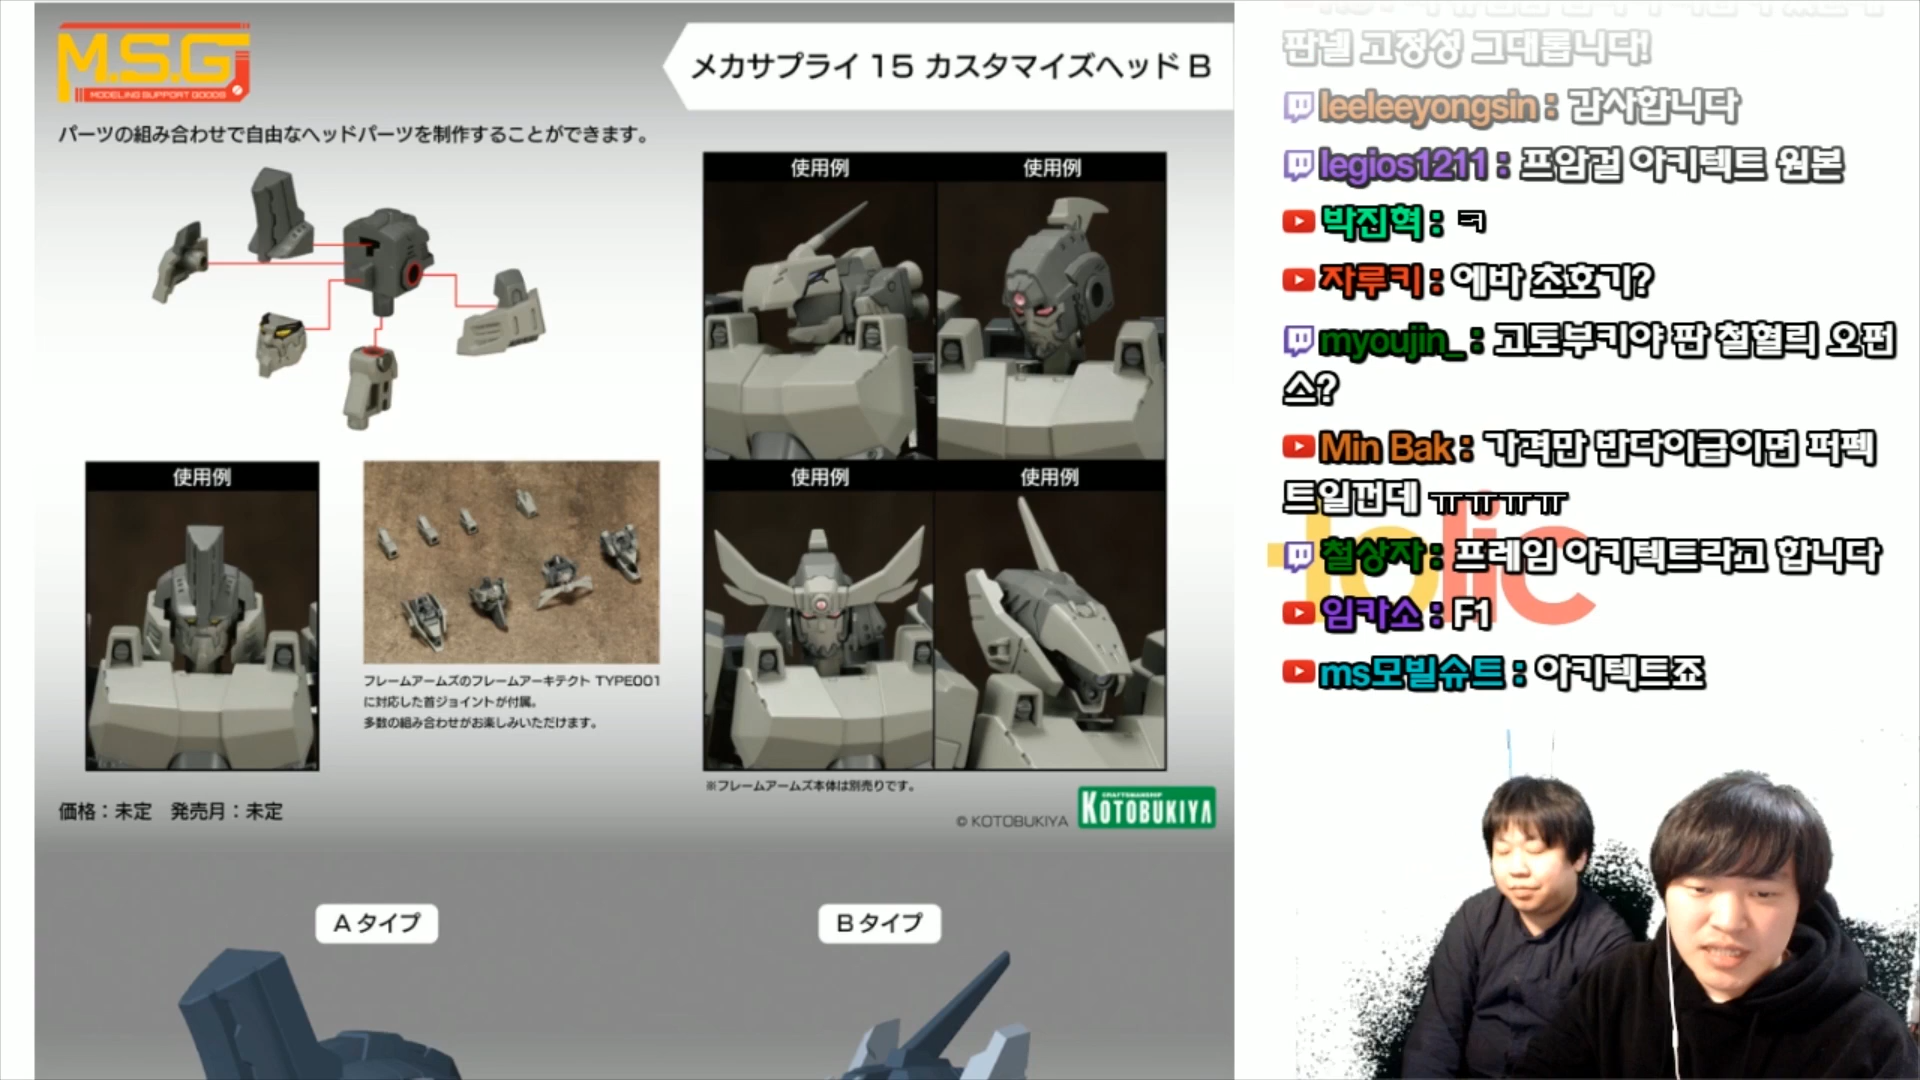 M.S.G
MODELING SUPPORT GOODS
メカサプライ 15 カスタマイズヘッド B
パーツの組み合わせで自由なヘッドパーツを制作することができます。
使用例
使用例
使用例
使用例
使用例
フレームアームズのフレームアーキテクト TYPE001
に対応した首ジョイントが付属。
多数の組み合わせがお楽しみいただけます。
※フレームアームズ本体は別売りです。
価格：未定 発売月：未定
© KOTOBUKIYA
CRAFTSMANSHIP
KOTOBUKIYA
A タイプ
B タイプ
판넬 고정성 그대롭니다!
leeleeyongsin : 감사합니다
legios1211 : 프암걸 아키텍트 원본
박진혁 : ㅋ
자루키 : 에바 초호기?
myoujin_ : 고토부키야 판 철혈릭 오펀
스?
Min Bak : 가격만 반다이급이면 퍼펙
트일껀데 ㅠㅠㅠㅠ
철상자 : 프레임 아키텍트라고 합니다
임카소 : F1
ms모빌슈트 : 아키텍트죠